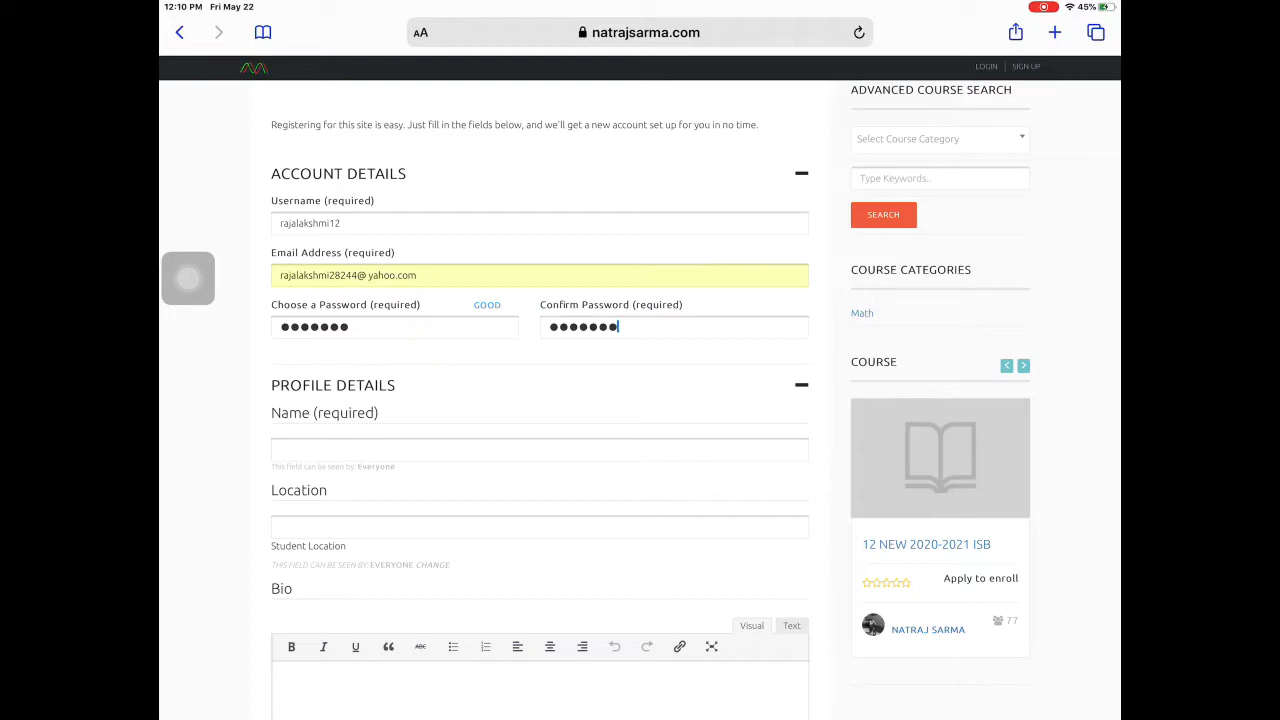 12:10 PM Fri May 22
45%
AA
natrajsarma.com
LOGIN
SIGN UP
Registering for this site is easy. Just fill in the fields below, and we'll get a new account set up for you in no time.
ACCOUNT DETAILS
Username (required)
rajalakshmi12
Email Address (required)
rajalakshmi28244@ yahoo.com
Choose a Password (required)
GOOD
Confirm Password (required)
PROFILE DETAILS
Name (required)
This field can be seen by: Everyone
Location
Student Location
THIS FIELD CAN BE SEEN BY: EVERYONE CHANGE
Bio
Visual
Text
B I U ABC
ADVANCED COURSE SEARCH
Select Course Category
Type Keywords..
SEARCH
COURSE CATEGORIES
Math
COURSE
12 NEW 2020-2021 ISB
Apply to enroll
NATRAJ SARMA
77